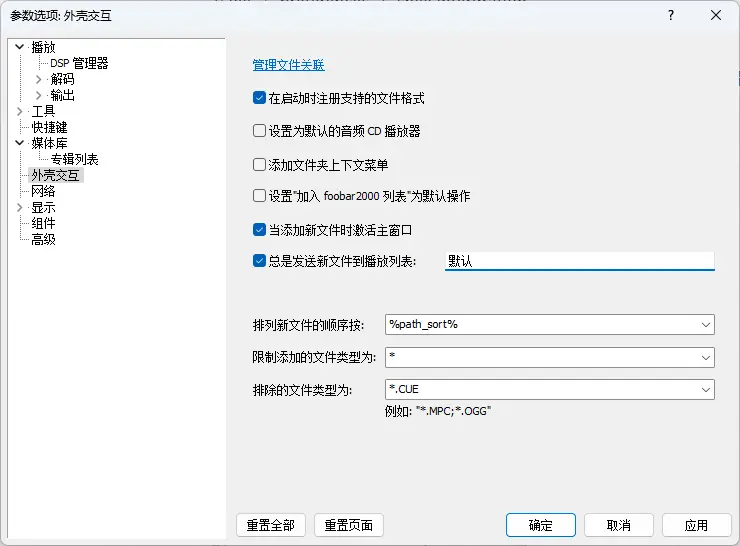 参数选项: 外壳交互
播放
DSP 管理器
解码
输出
工具
快捷键
媒体库
专辑列表
外壳交互
网络
显示
组件
高级
管理文件关联
在启动时注册支持的文件格式
设置为默认的音频 CD 播放器
添加文件夹上下文菜单
设置"加入 foobar2000 列表"为默认操作
当添加新文件时激活主窗口
总是发送新文件到播放列表: 默认
排列新文件的顺序按: %path_sort%
限制添加的文件类型为: *
排除的文件类型为: *.CUE
例如: "*.MPC;*.OGG"
重置全部 重置页面 确定 取消 应用